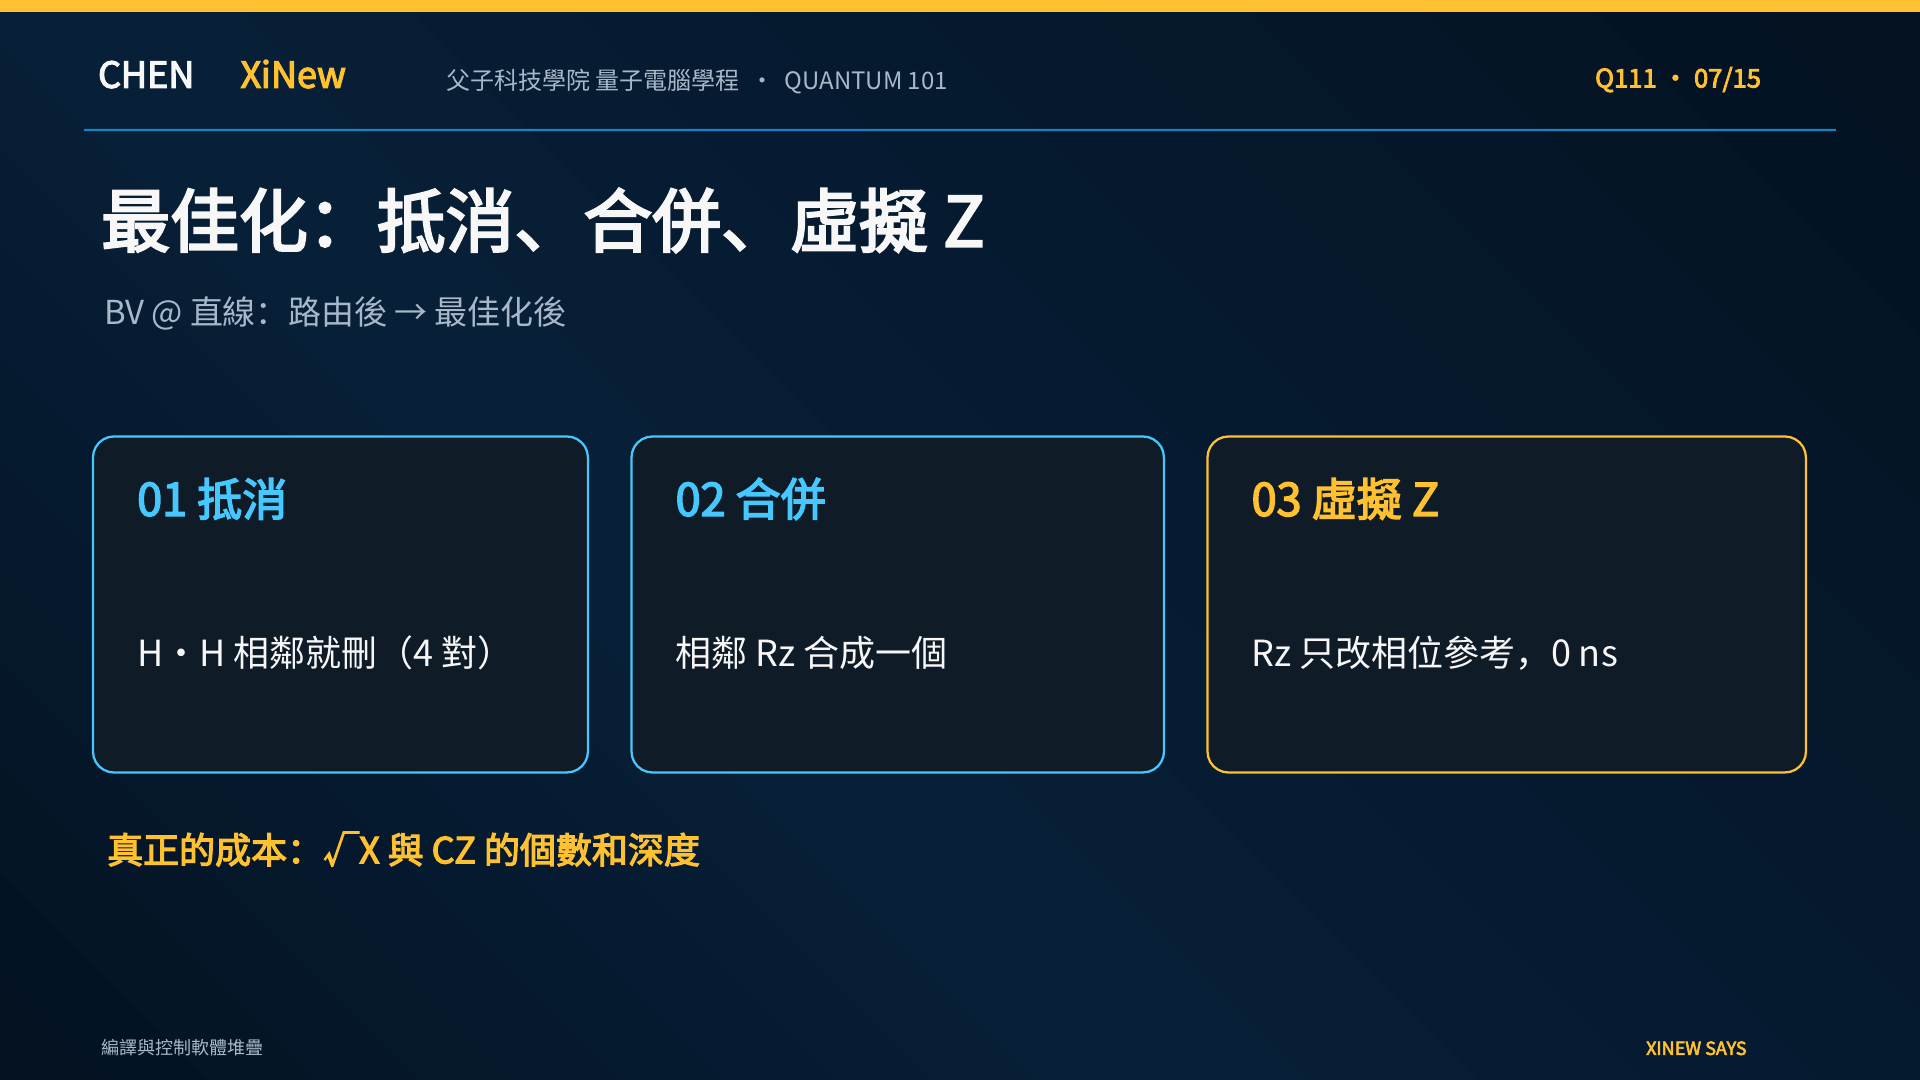 CHEN XiNew 父子科技學院 量子電腦學程 · QUANTUM 101 Q111 · 07/15
最佳化：抵消、合併、虛擬 Z
BV @ 直線：路由後 → 最佳化後
01 抵消
H · H 相鄰就刪（4 對）
02 合併
相鄰 Rz 合成一個
03 虛擬 Z
Rz 只改相位參考，0 ns
真正的成本：√X 與 CZ 的個數和深度
編譯與控制軟體堆疊
XINEW SAYS